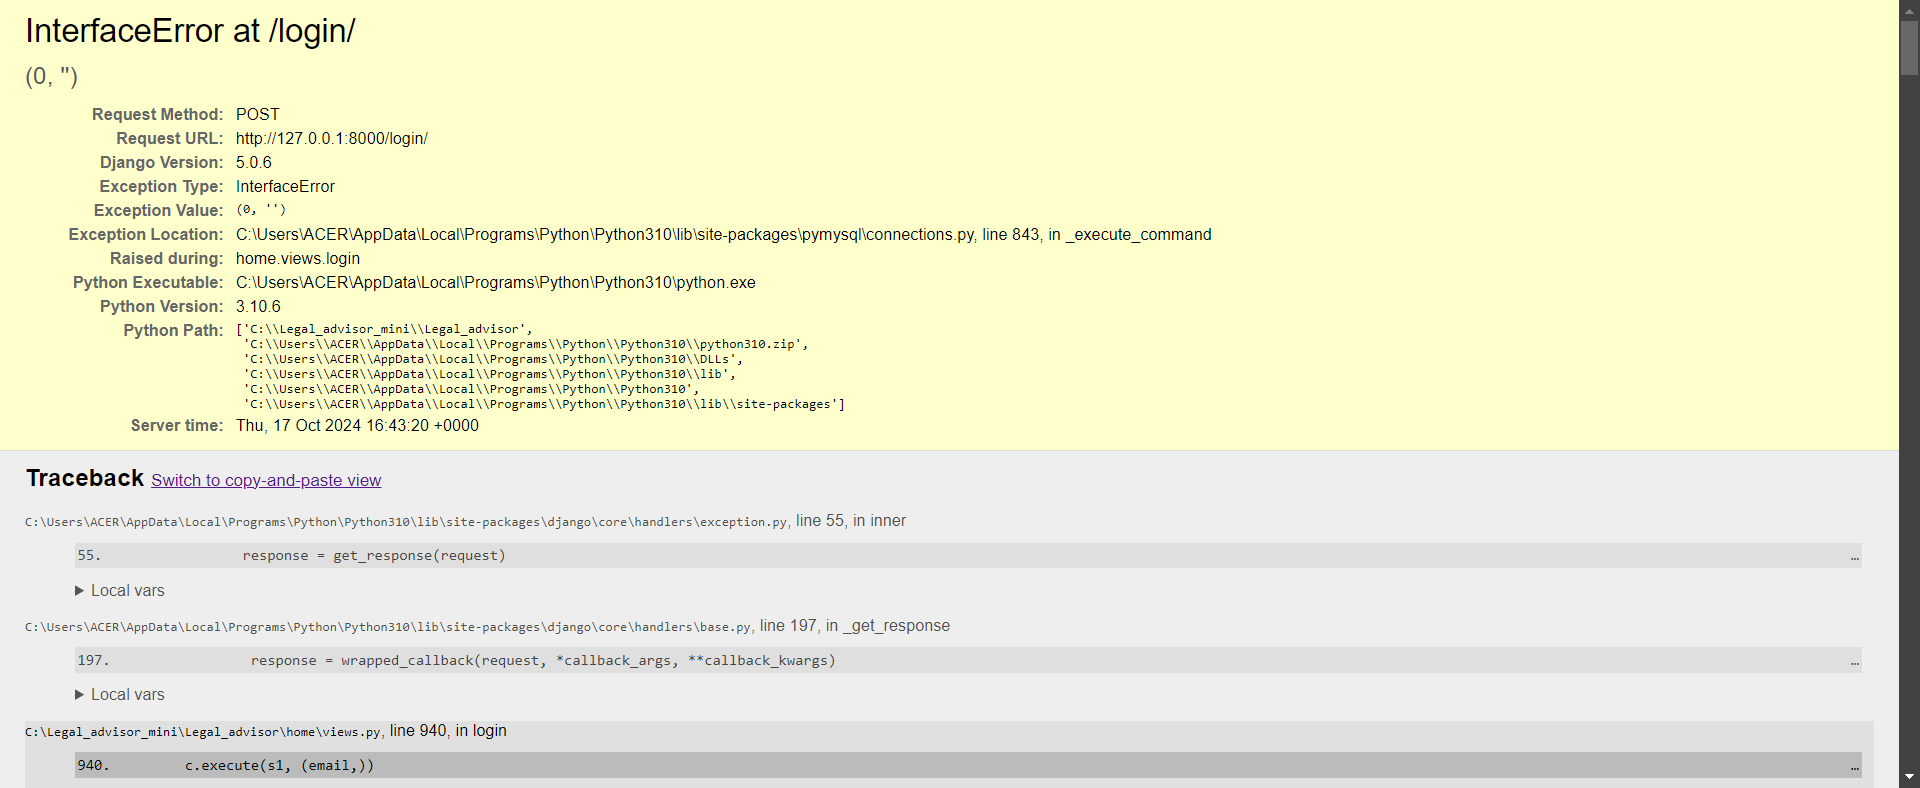 InterfaceError at /login/
(0, '')
Request Method: POST
Request URL: http://127.0.0.1:8000/login/
Django Version: 5.0.6
Exception Type: InterfaceError
Exception Value: (0, '')
Exception Location: C:\Users\ACER\AppData\Local\Programs\Python\Python310\lib\site-packages\pymysql\connections.py, line 843, in _execute_command
Raised during: home.views.login
Python Executable: C:\Users\ACER\AppData\Local\Programs\Python\Python310\python.exe
Python Version: 3.10.6
Python Path: ['C:\\Legal_advisor_mini\\Legal_advisor',
'C:\\Users\\ACER\\AppData\\Local\\Programs\\Python\\Python310\\python310.zip',
'C:\\Users\\ACER\\AppData\\Local\\Programs\\Python\\Python310\\DLLs',
'C:\\Users\\ACER\\AppData\\Local\\Programs\\Python\\Python310\\lib',
'C:\\Users\\ACER\\AppData\\Local\\Programs\\Python\\Python310',
'C:\\Users\\ACER\\AppData\\Local\\Programs\\Python\\Python310\\lib\\site-packages']
Server time: Thu, 17 Oct 2024 16:43:20 +0000
Traceback Switch to copy-and-paste view
C:\Users\ACER\AppData\Local\Programs\Python\Python310\lib\site-packages\django\core\handlers\exception.py, line 55, in inner
55. response = get_response(request) …
▶ Local vars
C:\Users\ACER\AppData\Local\Programs\Python\Python310\lib\site-packages\django\core\handlers\base.py, line 197, in _get_response
197. response = wrapped_callback(request, *callback_args, **callback_kwargs) …
▶ Local vars
C:\Legal_advisor_mini\Legal_advisor\home\views.py, line 940, in login
940. c.execute(s1, (email,)) …